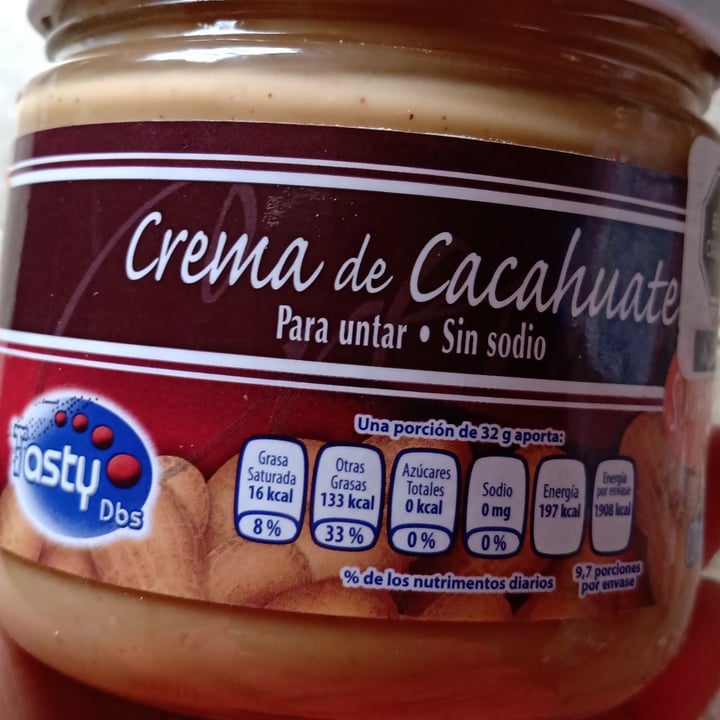 Crema de Cacahuate
Para untar • Sin sodio
Tasty
Dbs
Una porción de 32 g aporta:
Grasa
Saturada
16 kcal
8 %
Otras
Grasas
133 kcal
33 %
Azúcares
Totales
0 kcal
0 %
Sodio
0 mg
0 %
Energía
197 kcal
Energía
por envase
1908 kcal
% de los nutrimentos diarios
9,7 porciones
por envase